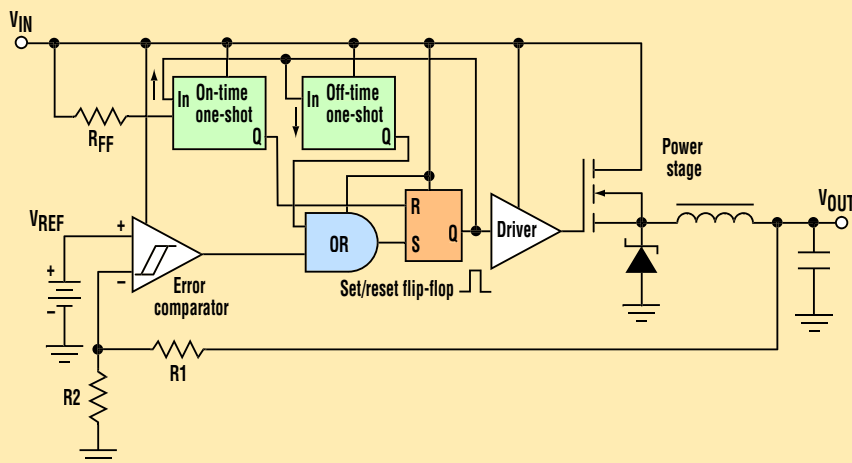 VIN
In
On-time
one-shot
Q
In
Off-time
one-shot
Q
RFF
Power
stage
VREF
+
VOUT
R
OR
S
Q
Driver
+
−
−
Error
comparator
Set/reset flip-flop
R1
R2